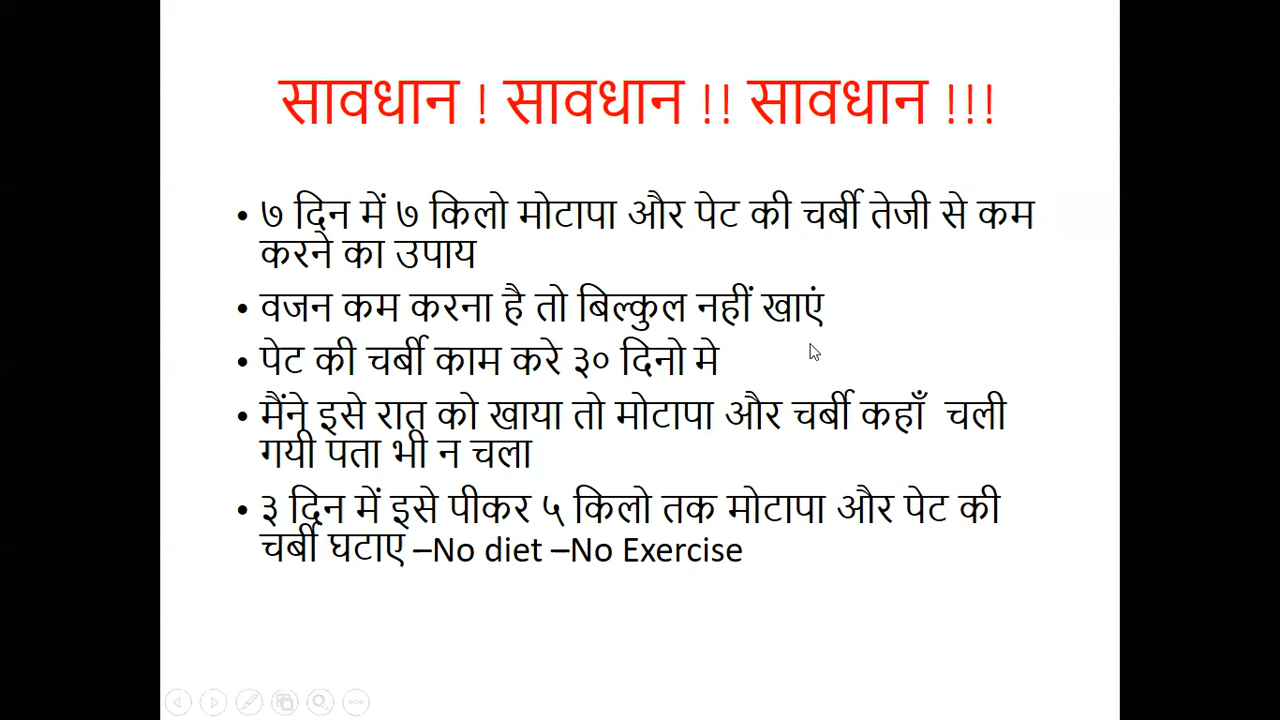 सावधान ! सावधान !! सावधान !!!
• ७ दिन में ७ किलो मोटापा और पेट की चर्बी तेजी से कम
करने का उपाय
• वजन कम करना है तो बिल्कुल नहीं खाएं
• पेट की चर्बी काम करे ३० दिनो मे
• मैंने इसे रात को खाया तो मोटापा और चर्बी कहाँ चली
गयी पता भी न चला
• ३ दिन में इसे पीकर ५ किलो तक मोटापा और पेट की
चर्बी घटाए –No diet –No Exercise